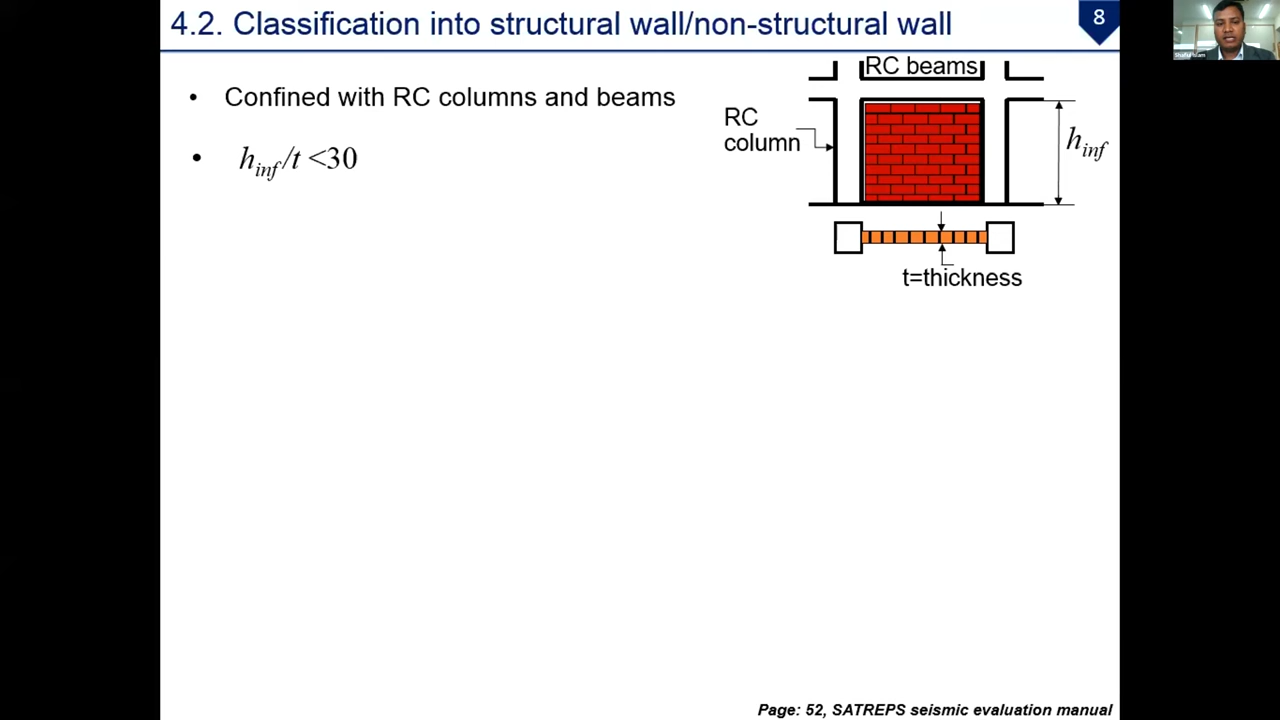 4.2. Classification into structural wall/non-structural wall
8
• Confined with RC columns and beams
• h_inf/t <30
RC beams
RC
column
h_inf
t=thickness
Page: 52, SATREPS seismic evaluation manual